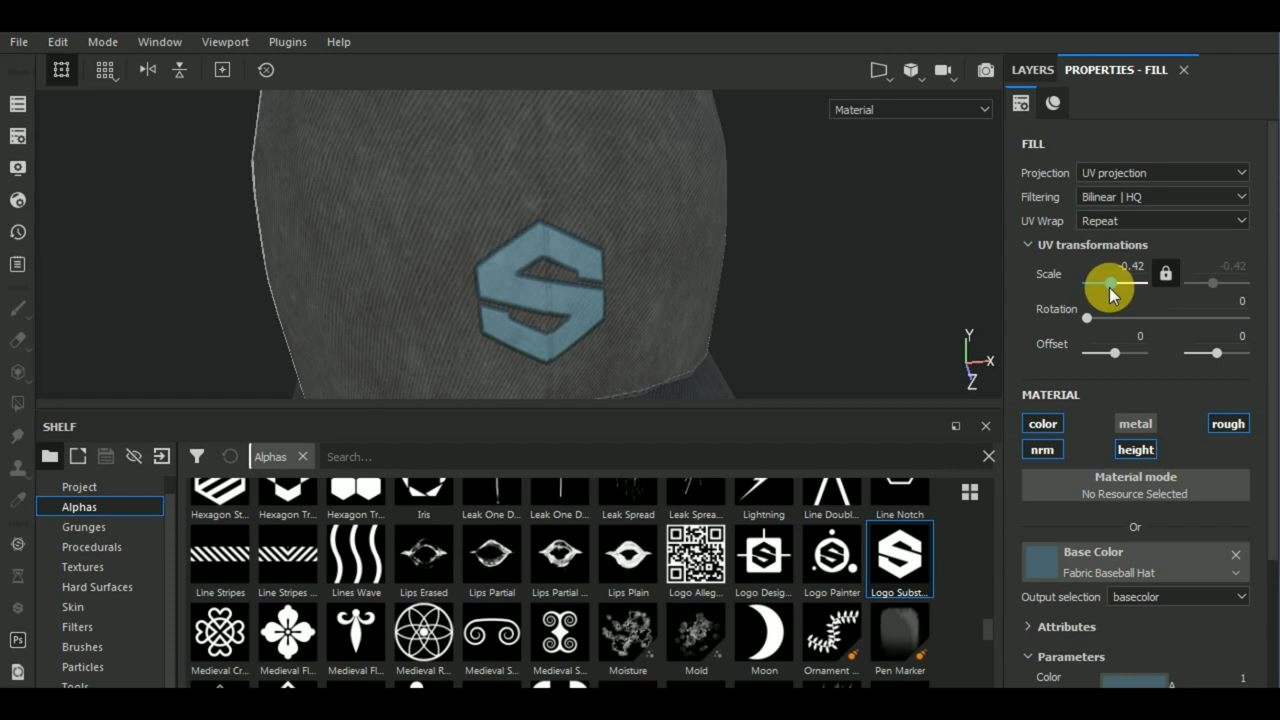 File Edit Mode Window Viewport Plugins Help
LAYERS PROPERTIES - FILL
Material
FILL
Projection UV projection
Filtering Bilinear | HQ
UV Wrap Repeat
UV transformations
Scale -0.42 -0.42
Rotation 0
Offset 0 0
Y
X
Z
MATERIAL
color metal rough
nrm height
Material mode
No Resource Selected
Or
Base Color
Fabric Baseball Hat
Output selection basecolor
Attributes
Parameters
Color 1
A
SHELF
Alphas Search...
Project
Alphas
Grunges
Procedurals
Textures
Hard Surfaces
Skin
Filters
Brushes
Particles
Tools
Hexagon St... Hexagon Tr... Hexagon Tr... Iris Leak One D... Leak One D... Leak Spread Leak Sprea... Lightning Line Doubl... Line Notch
Line Stripes Line Stripes ... Lines Wave Lips Erased Lips Partial Lips Partial ... Lips Plain Logo Alleg... Logo Desig... Logo Painter Logo Subst...
Medieval Cr... Medieval Fl... Medieval Fl... Medieval R... Medieval S... Medieval S... Moisture Mold Moon Ornament ... Pen Marker
Ps